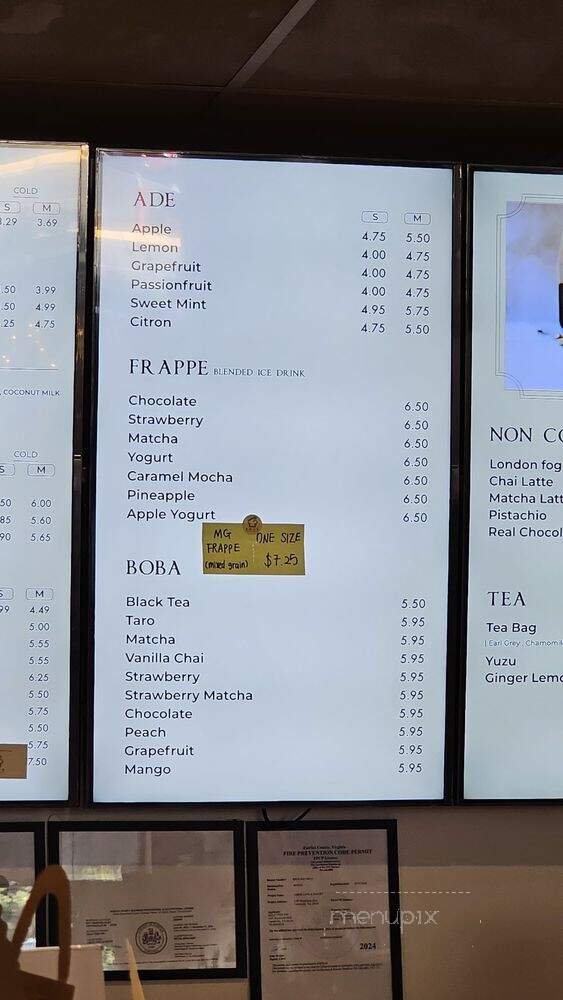 COLD
S M
3.29 3.69
.50 3.99
.50 4.99
.25 4.75
, COCONUT MILK
COLD
S M
50 6.00
85 5.60
90 5.65
S M
99 4.49
5.00
5.55
5.55
6.25
5.50
5.75
5.50
5.75
7.50
ADE
S M
Apple 4.75 5.50
Lemon 4.00 4.75
Grapefruit 4.00 4.75
Passionfruit 4.00 4.75
Sweet Mint 4.95 5.75
Citron 4.75 5.50
FRAPPE BLENDED ICE DRINK
Chocolate 6.50
Strawberry 6.50
Matcha 6.50
Yogurt 6.50
Caramel Mocha 6.50
Pineapple 6.50
Apple Yogurt 6.50
MG ONE SIZE
FRAPPE
(mixed grain) $7.25
BOBA
Black Tea 5.50
Taro 5.95
Matcha 5.95
Vanilla Chai 5.95
Strawberry 5.95
Strawberry Matcha 5.95
Chocolate 5.95
Peach 5.95
Grapefruit 5.95
Mango 5.95
NON CO
London fog
Chai Latte
Matcha Latt
Pistachio
Real Chocol
TEA
Tea Bag
| Earl Grey, Chamomil
Yuzu
Ginger Lemo
Fairfax County, Virginia
FIRE PREVENTION CODE PERMIT
2024
menupix